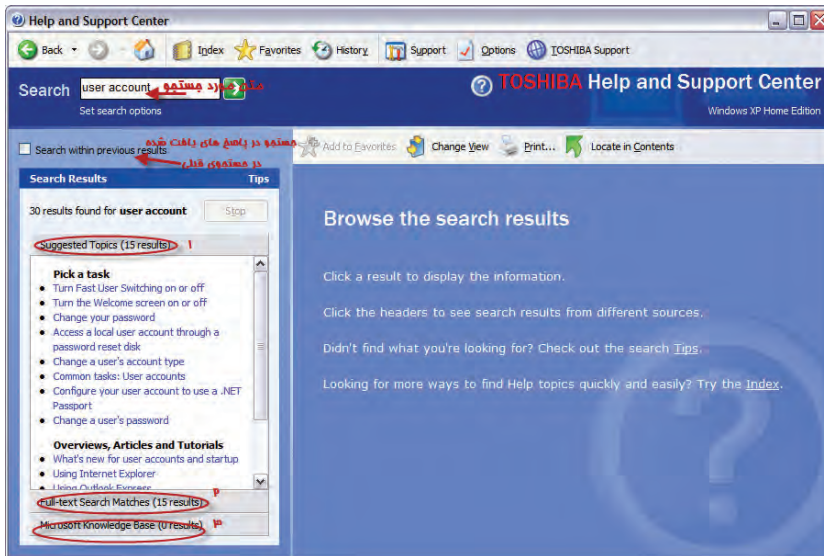 Help and Support Center
Back Index Favorites History Support Options TOSHIBA Support
Search user account متن مورد جستجو
Set search options
TOSHIBA Help and Support Center
Windows XP Home Edition
Search within previous results جستجو در پاسخ های یافت شده
در جستجوی قبلی
Add to Favorites Change View Print... Locate in Contents
Search Results Tips
30 results found for user account Stop
Suggested Topics (15 results) ۱
Pick a task
Turn Fast User Switching on or off
Turn the Welcome screen on or off
Change your password
Access a local user account through a
password reset disk
Change a user's account type
Common tasks: User accounts
Configure your user account to use a .NET
Passport
Change a user's password
Overviews, Articles and Tutorials
What's new for user accounts and startup
Using Internet Explorer
Using Outlook Express
Full-text Search Matches (15 results) ۲
Microsoft Knowledge Base (0 results) ۳
Browse the search results
Click a result to display the information.
Click the headers to see search results from different sources.
Didn't find what you're looking for? Check out the search Tips.
Looking for more ways to find Help topics quickly and easily? Try the Index.